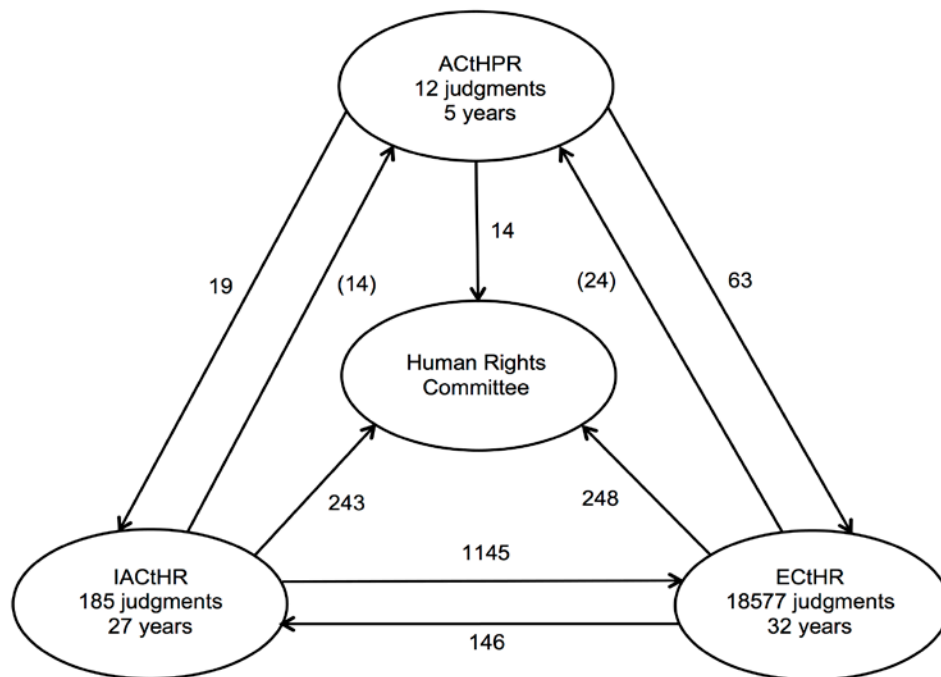 ACtHPR
12 judgments
5 years
14
19
(14)
(24)
63
Human Rights
Committee
243
248
1145
IACtHR
185 judgments
27 years
ECtHR
18577 judgments
32 years
146